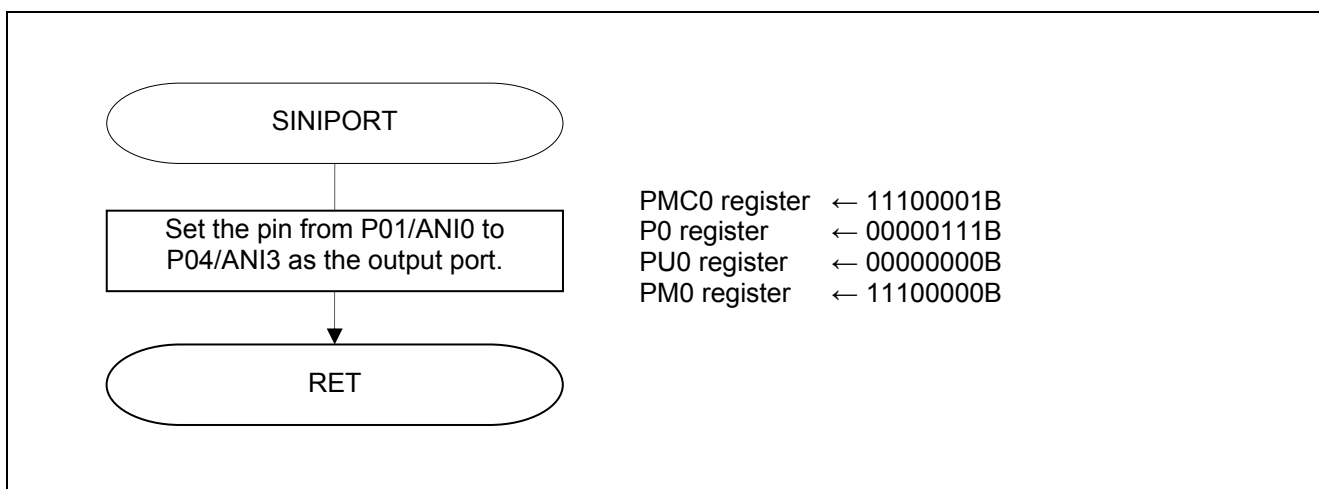 SINIPORT
Set the pin from P01/ANI0 to
P04/ANI3 as the output port.
PMC0 register ← 11100001B
P0 register ← 00000111B
PU0 register ← 00000000B
PM0 register ← 11100000B
RET